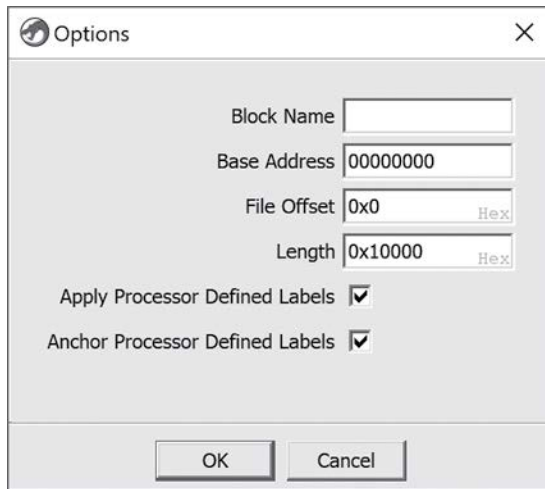 Options
Block Name
Base Address 00000000
File Offset 0x0 Hex
Length 0x10000 Hex
Apply Processor Defined Labels
Anchor Processor Defined Labels
OK Cancel